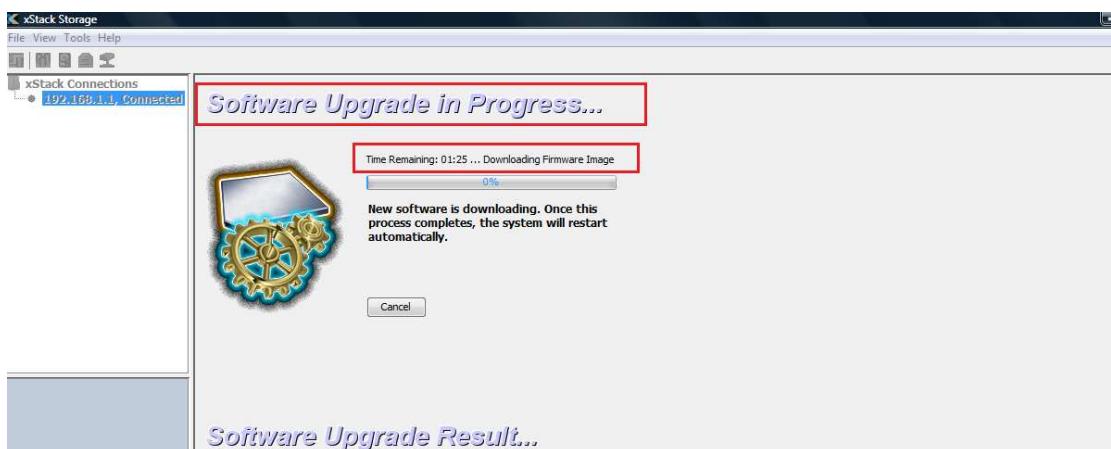 xStack Storage
File View Tools Help
xStack Connections
192.168.1.1, Connected
Software Upgrade in Progress...
Time Remaining: 01:25 ... Downloading Firmware Image
0%
New software is downloading. Once this
process completes, the system will restart
automatically.
Cancel
Software Upgrade Result...